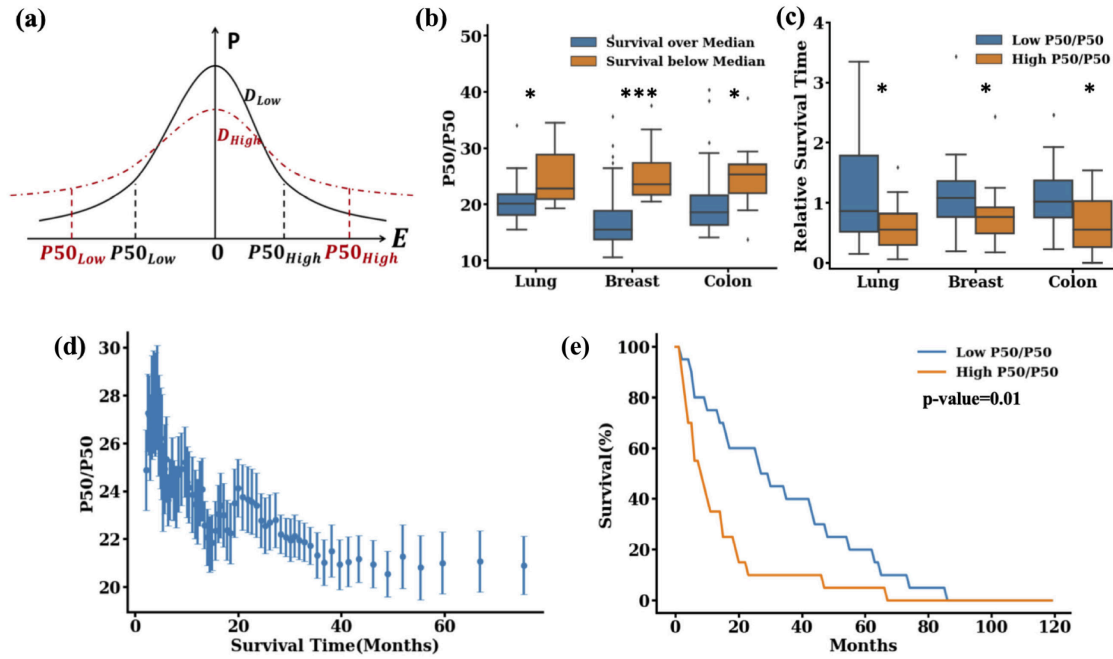 (a)
P
D_Low
D_High
E
P50_Low
P50_Low
0
P50_High
P50_High
(b)
P50/P50
50
40
30
20
10
Survival over Median
Survival below Median
*
***
*
Lung
Breast
Colon
(c)
Relative Survival Time
4
3
2
1
0
Low P50/P50
High P50/P50
*
*
*
Lung
Breast
Colon
(d)
P50/P50
30
28
26
24
22
20
0
20
40
60
Survival Time(Months)
(e)
Survival(%)
100
80
60
40
20
0
Low P50/P50
High P50/P50
p-value=0.01
0
20
40
60
80
100
120
Months